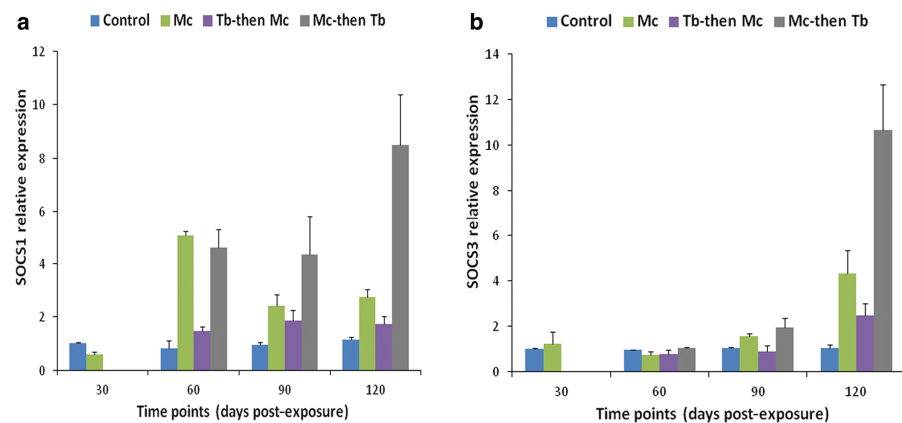 a
Control Mc Tb-then Mc Mc-then Tb
SOCS1 relative expression
12
10
8
6
4
2
0
30 60 90 120
Time points (days post-exposure)
b
Control Mc Tb-then Mc Mc-then Tb
SOCS3 relative expression
14
12
10
8
6
4
2
0
30 60 90 120
Time points (days post-exposure)